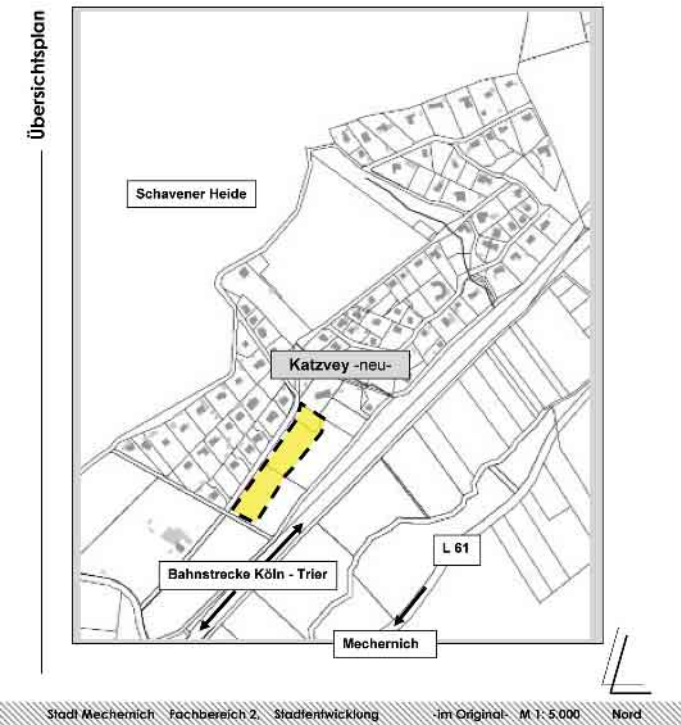 Übersichtsplan
Schavener Heide
Katzvey -neu-
L 61
Bahnstrecke Köln - Trier
Mechernich
Stadt Mechernich Fachbereich 2, Stadtentwicklung -im Original- M 1: 5.000 Nord